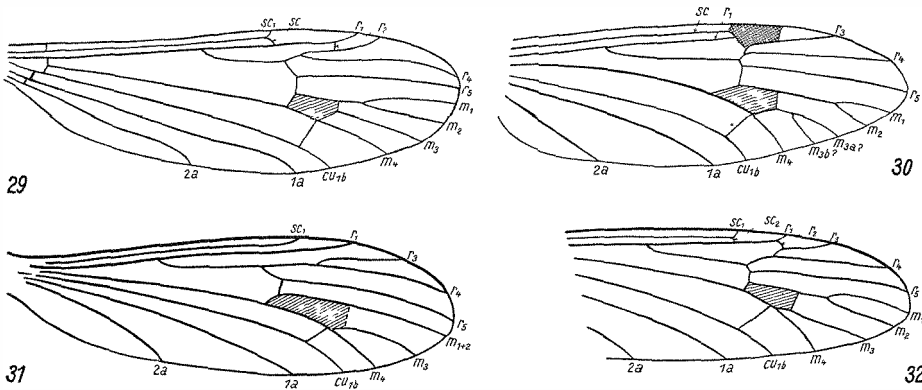 sc₁ sc r₁ r?
r₄
r₅
m₁
m₂
m₃
m₄
cu₁b
1a
2a
29
sc r₁ r₃
r₄
r₅
m₁
m₂
m₃a?
m₃b?
m₄
cu₁b
1a
2a
30
sc₁ r₁
r₃
r₄
r₅
m₁₊₂
m₃
m₄
cu₁b
1a
2a
31
sc₁ sc₂ r₁ r₂ r₃
r₄
r₅
m₁
m₂
m₃
m₄
cu₁b
1a
2a
32